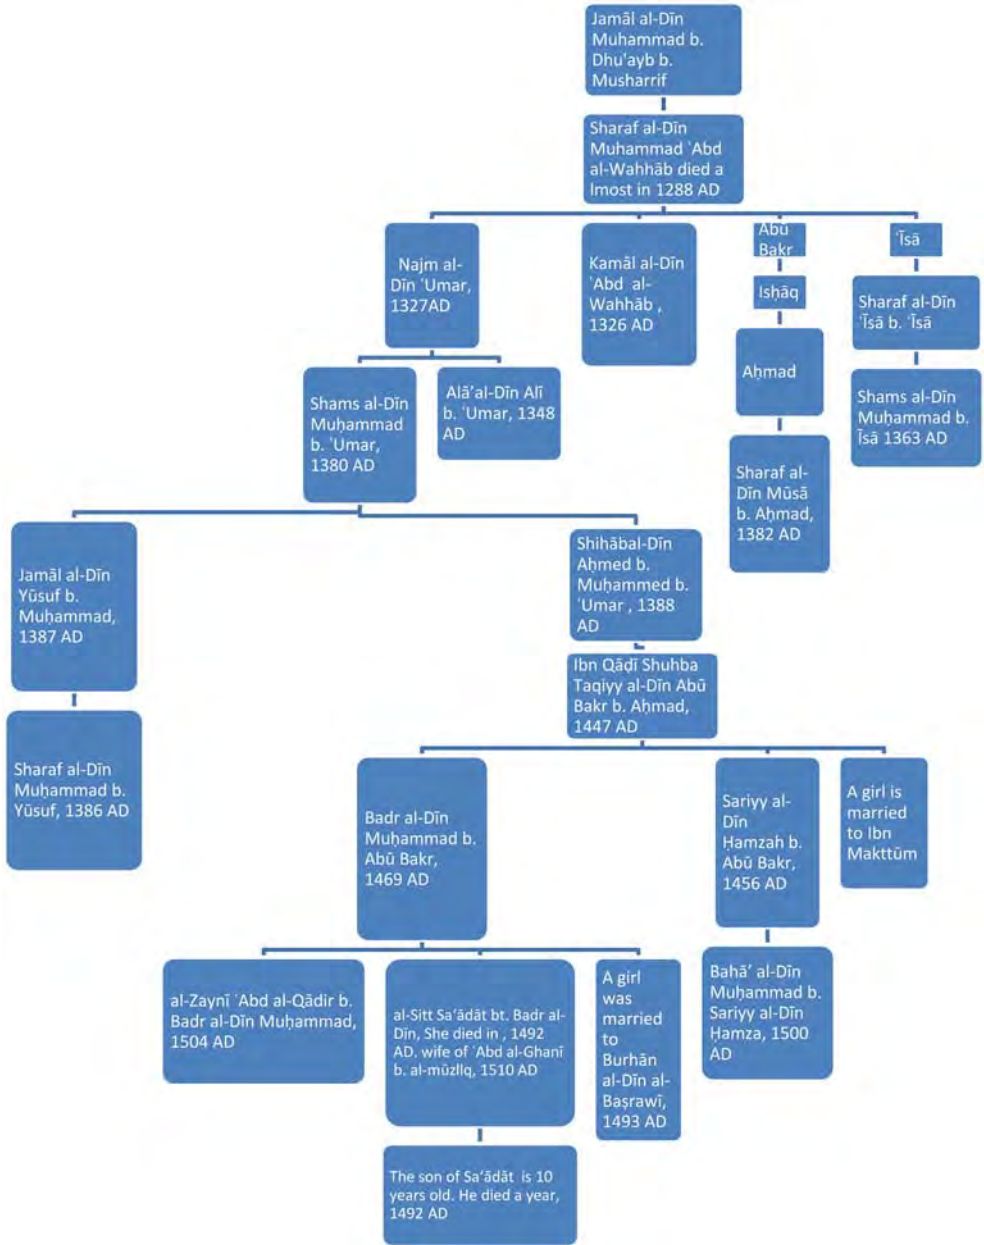 Jamāl al-Dīn
Muhammad b.
Dhu'ayb b.
Musharrif
Sharaf al-Dīn
Muhammad ʿAbd
al-Wahhāb died a
lmost in 1288 AD
Najm al-
Dīn ʿUmar,
1327AD
Kamāl al-Dīn
ʿAbd al-
Wahhāb ,
1326 AD
Abū
Bakr
ʿĪsā
Isḥāq
Sharaf al-Dīn
ʿĪsā b. ʿĪsā
Shams al-Dīn
Muḥammad
b. ʿUmar,
1380 AD
Alā’al-Dīn Alī
b. ʿUmar, 1348
AD
Aḥmad
Shams al-Dīn
Muḥammad b.
Īsā 1363 AD
Sharaf al-
Dīn Mūsā
b. Aḥmad,
1382 AD
Jamāl al-Dīn
Yūsuf b.
Muḥammad,
1387 AD
Shihābal-Dīn
Aḥmed b.
Muḥammed b.
ʿUmar , 1388
AD
Ibn Qāḍī Shuhba
Taqiyy al-Dīn Abū
Bakr b. Aḥmad,
1447 AD
Sharaf al-Dīn
Muḥammad b.
Yūsuf, 1386 AD
Badr al-Dīn
Muḥammad b.
Abū Bakr,
1469 AD
Sariyy al-
Dīn
Ḥamzah b.
Abū Bakr,
1456 AD
A girl is
married
to Ibn
Makttūm
al-Zaynī ʿAbd al-Qādir b.
Badr al-Dīn Muḥammad,
1504 AD
al-Sitt Sa‘ādāt bt. Badr al-
Dīn, She died in , 1492
AD. wife of ʿAbd al-Ghanī
b. al-mūzllq, 1510 AD
A girl
was
married
to
Burhān
al-Dīn al-
Baṣrawī,
1493 AD
Bahā’ al-Dīn
Muḥammad b.
Sariyy al-Dīn
Ḥamza, 1500
AD
The son of Sa‘ādāt is 10
years old. He died a year,
1492 AD